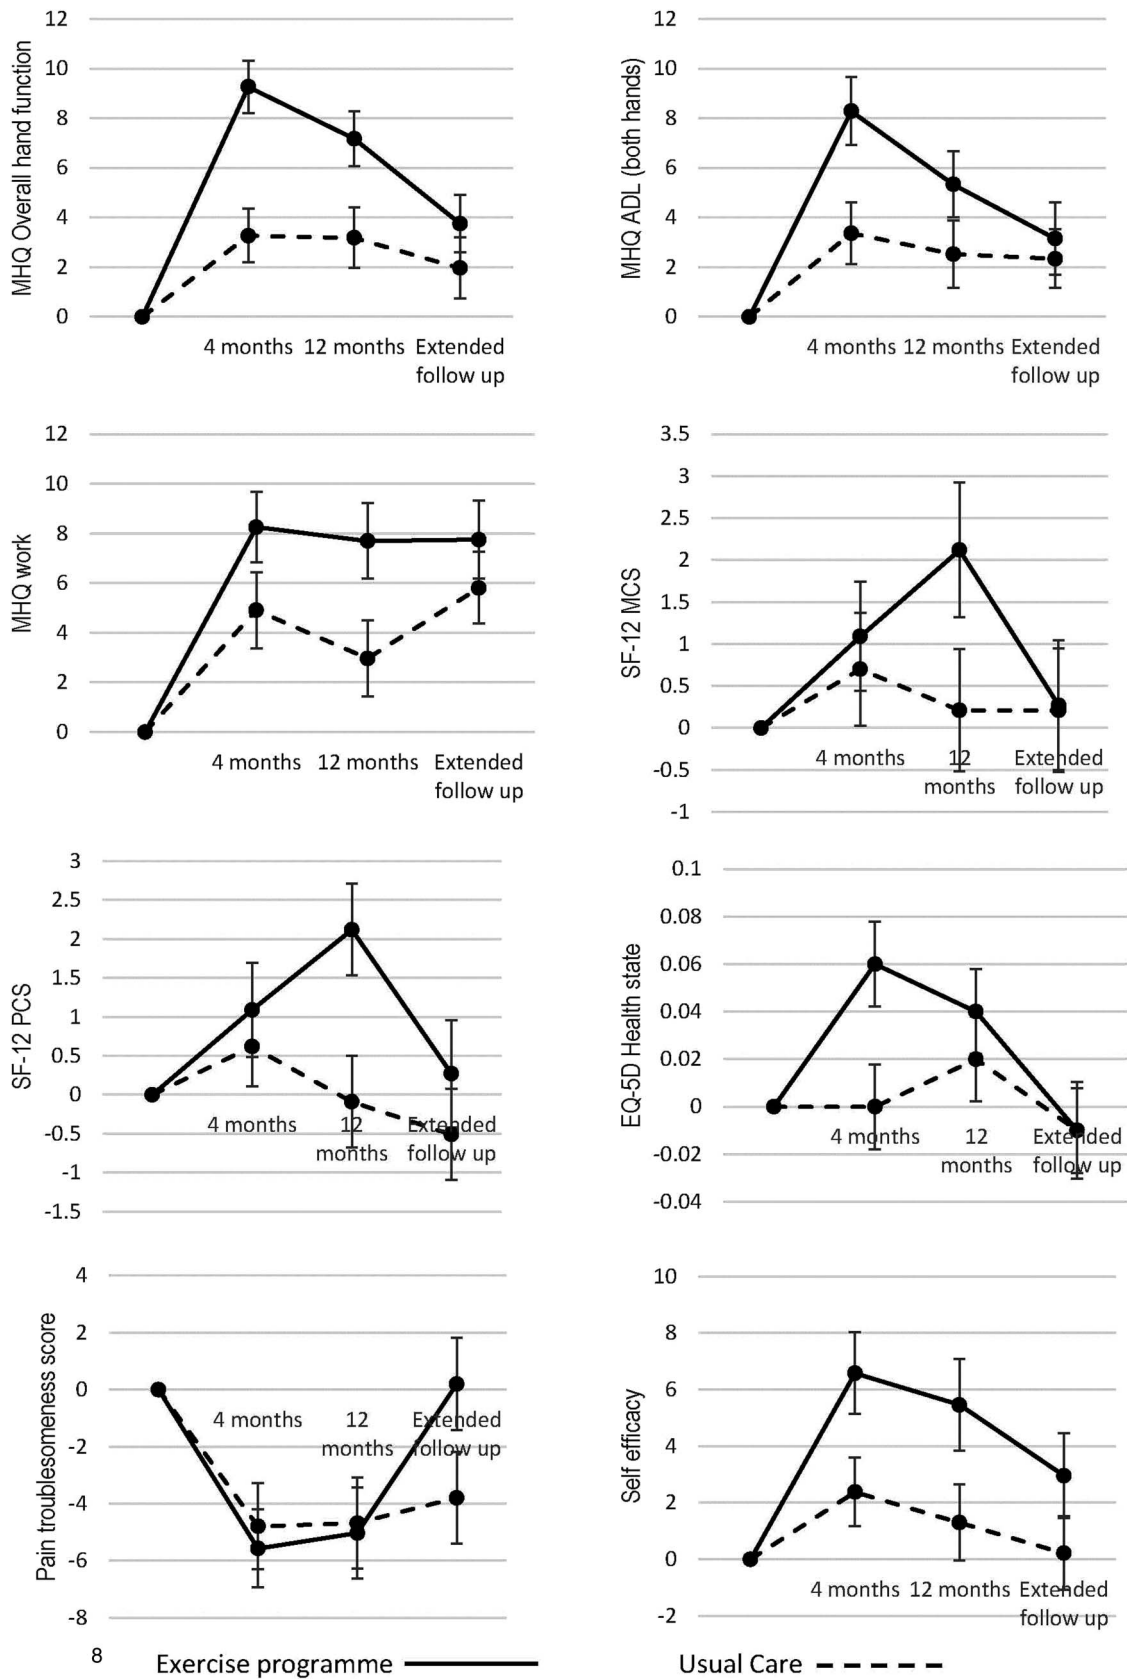 MHQ Overall hand function
12
10
8
6
4
2
0
4 months 12 months Extended
follow up
MHQ ADL (both hands)
12
10
8
6
4
2
0
4 months 12 months Extended
follow up
MHQ work
12
10
8
6
4
2
0
4 months 12 months Extended
follow up
SF-12 MCS
3.5
3
2.5
2
1.5
1
0.5
0
-0.5
-1
4 months 12 Extended
months follow up
SF-12 PCS
3
2.5
2
1.5
1
0.5
0
-0.5
-1
-1.5
4 months 12 Extended
months follow up
EQ-5D Health state
0.1
0.08
0.06
0.04
0.02
0
-0.02
-0.04
4 months 12 Extended
months follow up
Pain troublesomeness score
4
2
0
-2
-4
-6
-8
4 months 12 Extended
months follow up
Self efficacy
10
8
6
4
2
0
-2
4 months 12 months Extended
follow up
8
Exercise programme
Usual Care